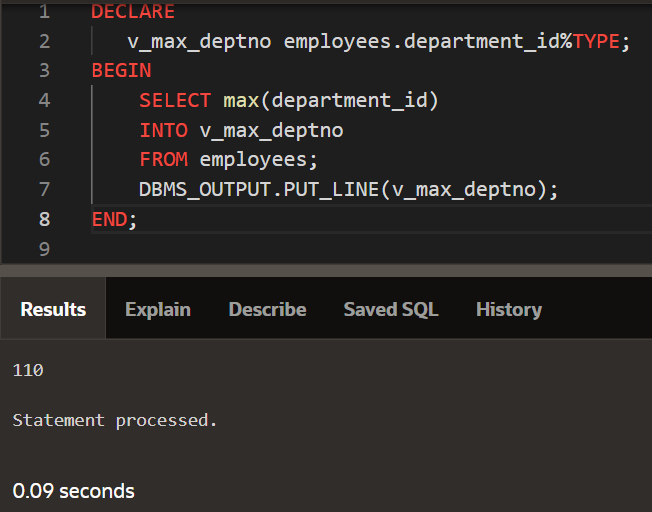 1 DECLARE
2 v_max_deptno employees.department_id%TYPE;
3 BEGIN
4 SELECT max(department_id)
5 INTO v_max_deptno
6 FROM employees;
7 DBMS_OUTPUT.PUT_LINE(v_max_deptno);
8 END;
9
Results Explain Describe Saved SQL History
110
Statement processed.
0.09 seconds